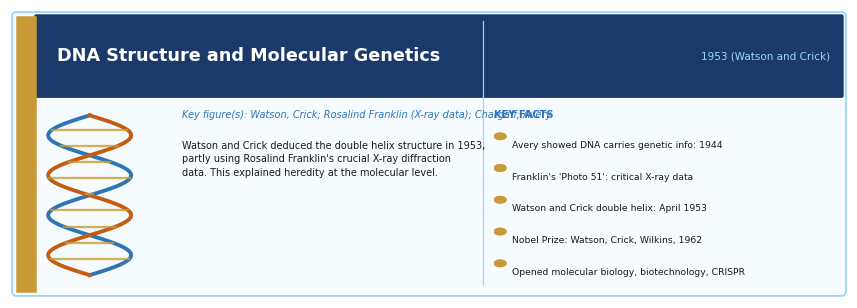 DNA Structure and Molecular Genetics
1953 (Watson and Crick)
Key figure(s): Watson, Crick; Rosalind Franklin (X-ray data); Chargaff; Avery
Watson and Crick deduced the double helix structure in 1953,
partly using Rosalind Franklin's crucial X-ray diffraction
data. This explained heredity at the molecular level.
KEY FACTS
Avery showed DNA carries genetic info: 1944
Franklin's 'Photo 51': critical X-ray data
Watson and Crick double helix: April 1953
Nobel Prize: Watson, Crick, Wilkins, 1962
Opened molecular biology, biotechnology, CRISPR